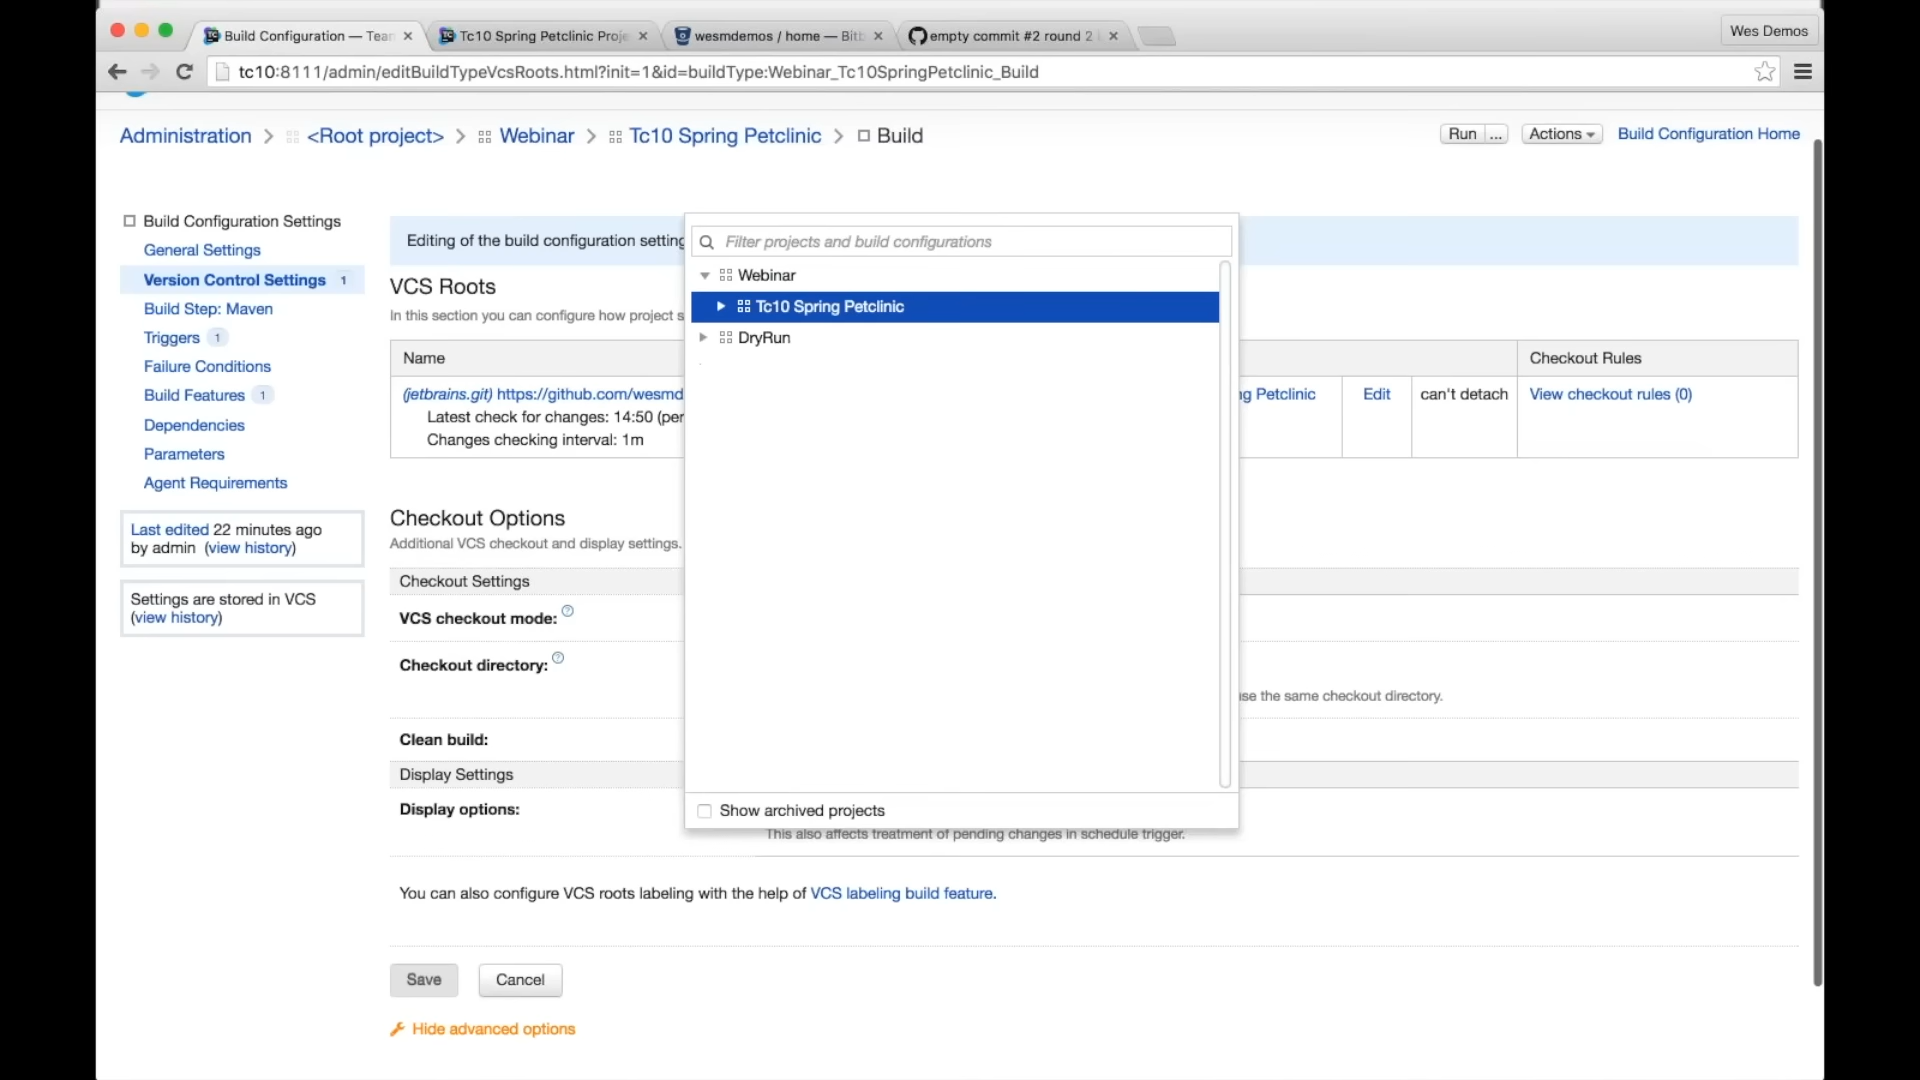 Build Configuration — Tean
Tc10 Spring Petclinic Proje
wesmdemos / home — Bitb
empty commit #2 round 2
Wes Demos
tc10:8111/admin/editBuildTypeVcsRoots.html?init=1&id=buildType:Webinar_Tc10SpringPetclinic_Build
Administration
<Root project>
Webinar
Tc10 Spring Petclinic
Build
Run ...
Actions
Build Configuration Home
Build Configuration Settings
General Settings
Version Control Settings 1
Build Step: Maven
Triggers 1
Failure Conditions
Build Features 1
Dependencies
Parameters
Agent Requirements
Last edited 22 minutes ago
by admin (view history)
Settings are stored in VCS
(view history)
Editing of the build configuration setting
VCS Roots
In this section you can configure how project s
Name
Checkout Rules
(jetbrains.git) https://github.com/wesmd
Latest check for changes: 14:50 (per
Changes checking interval: 1m
Petclinic
Edit
can't detach
View checkout rules (0)
Filter projects and build configurations
Webinar
Tc10 Spring Petclinic
DryRun
Show archived projects
Checkout Options
Additional VCS checkout and display settings.
Checkout Settings
VCS checkout mode:
Checkout directory:
use the same checkout directory.
Clean build:
Display Settings
Display options:
This also affects treatment of pending changes in schedule trigger.
You can also configure VCS roots labeling with the help of VCS labeling build feature.
Save
Cancel
Hide advanced options